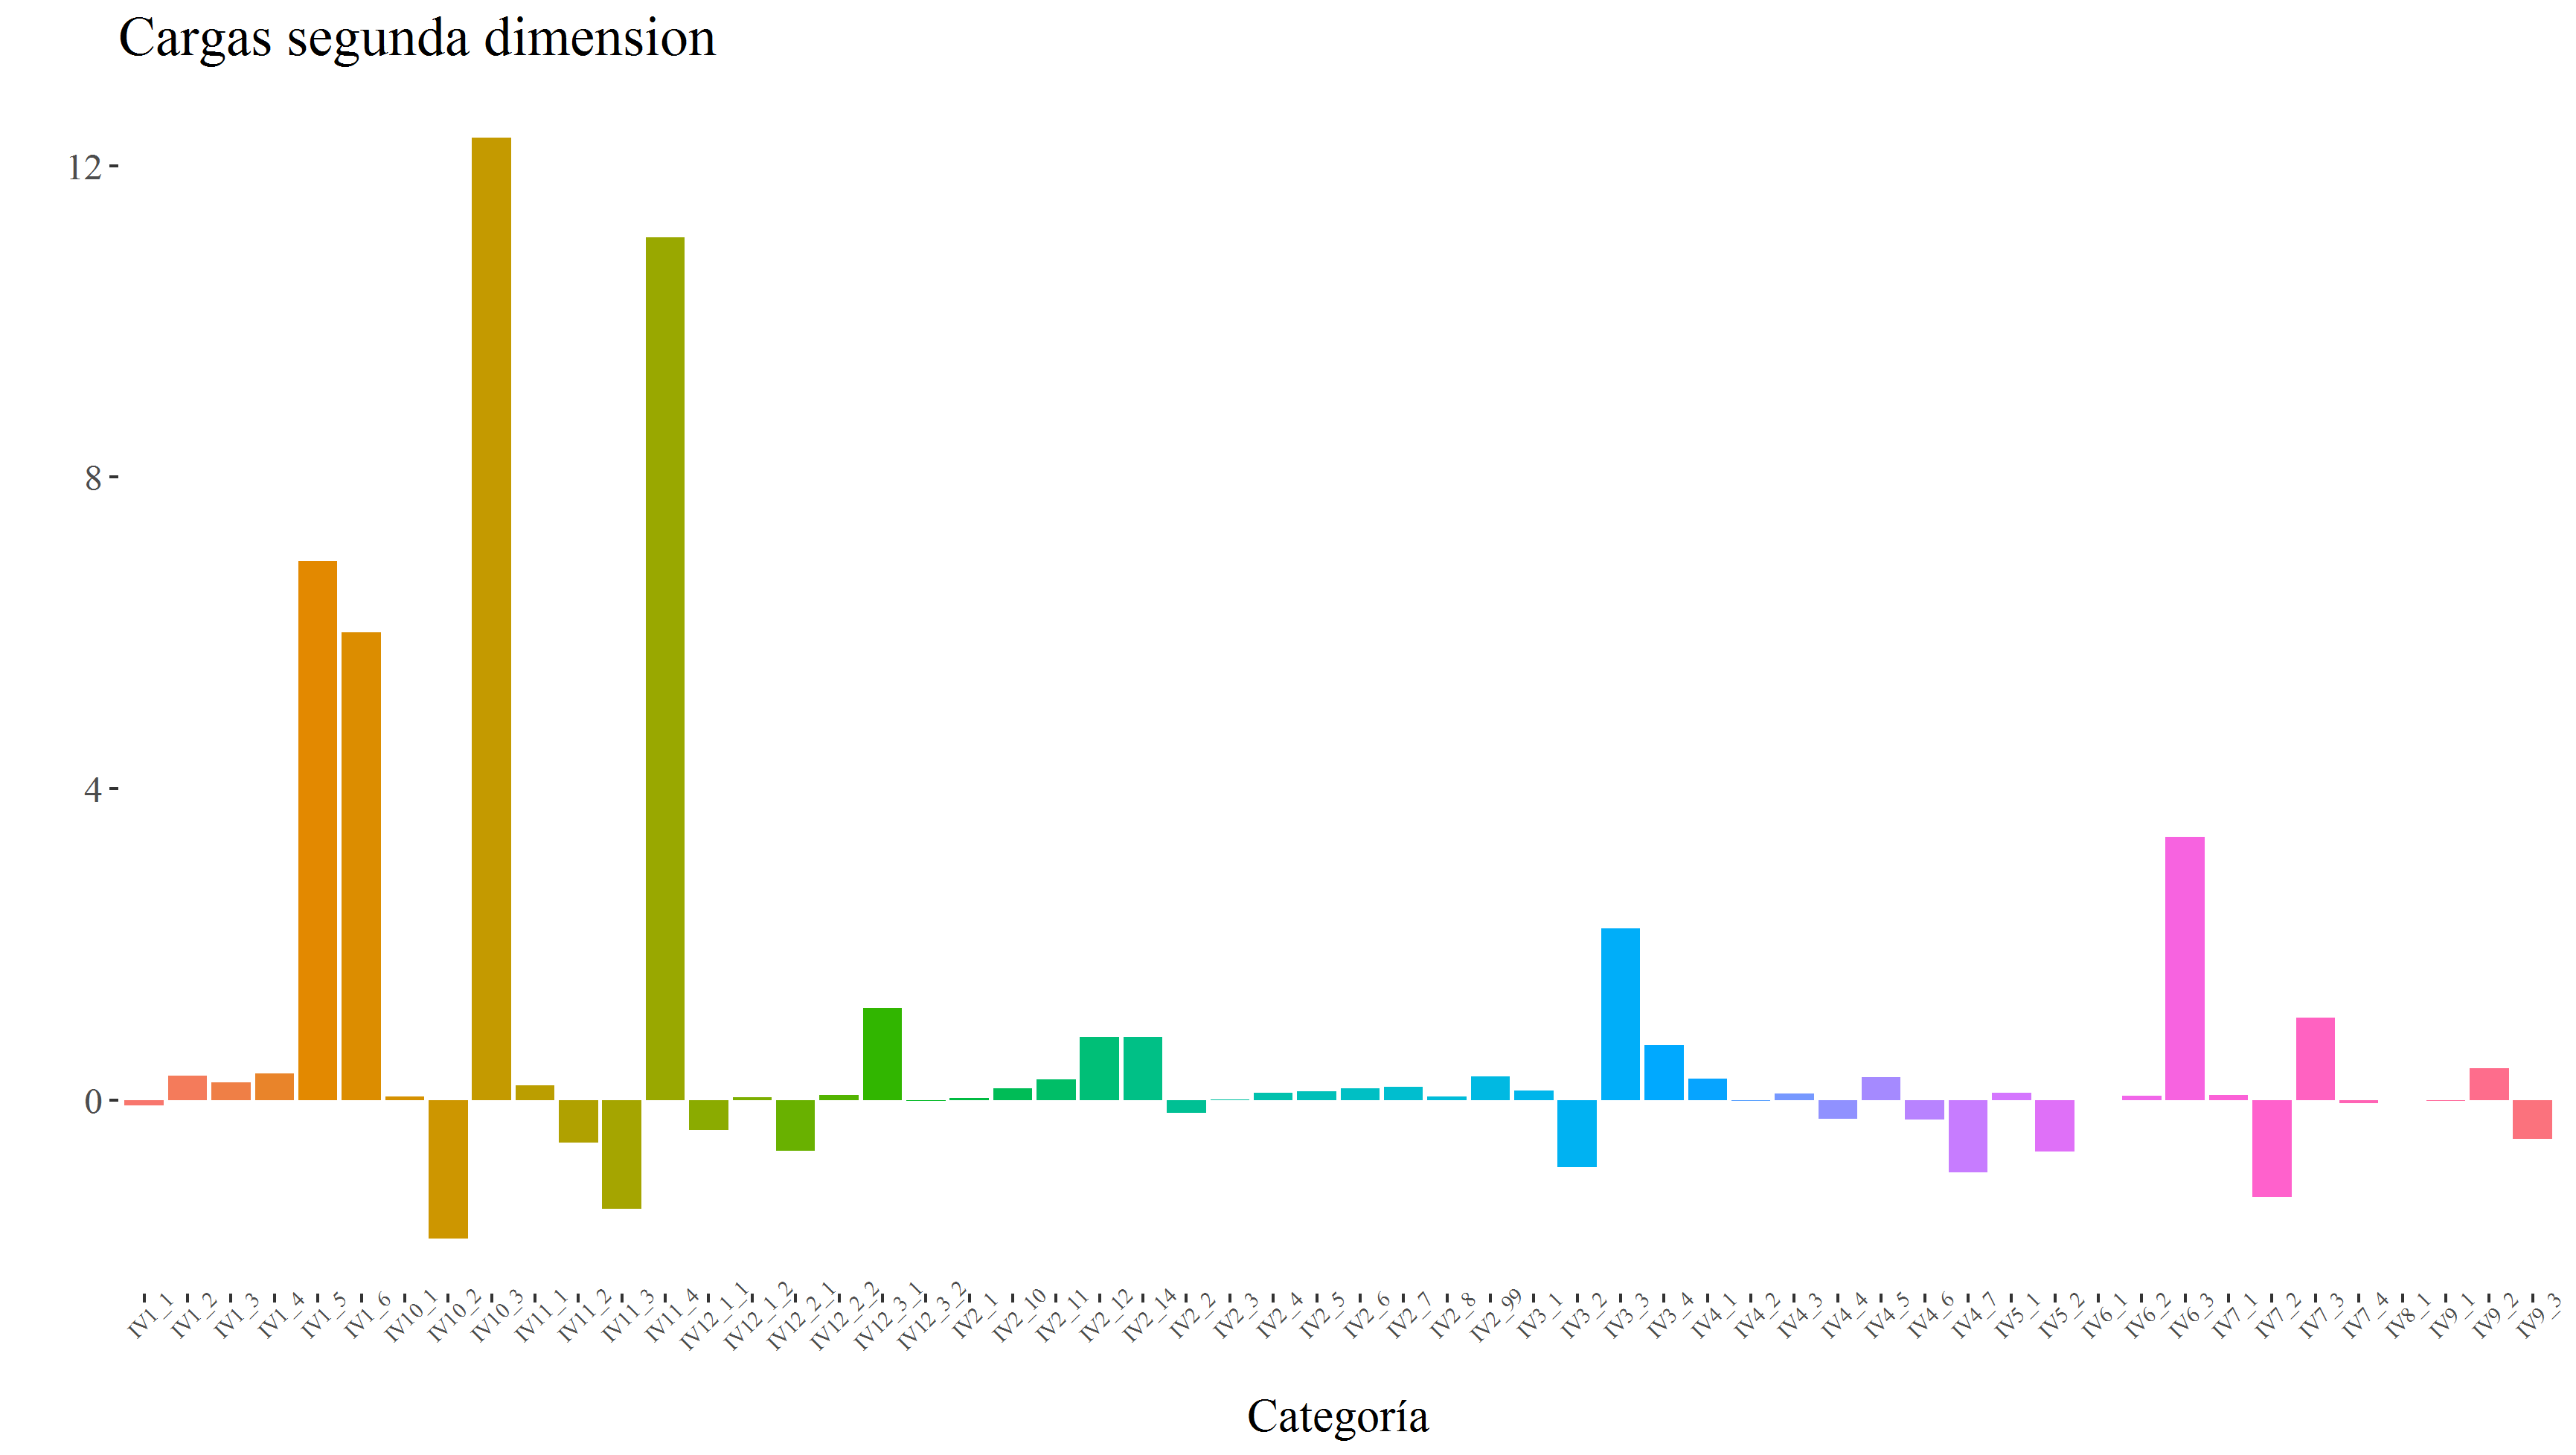 Cargas segunda dimension
12
8
4
0
IV1_1 IV1_2 IV1_3 IV1_4 IV1_5 IV1_6 IV10_1 IV10_2 IV10_3 IV11_1 IV11_2 IV11_3 IV11_4 IV12_1_1 IV12_1_2 IV12_2_1 IV12_2_2 IV12_3_1 IV12_3_2 IV2_1 IV2_10 IV2_11 IV2_12 IV2_14 IV2_2 IV2_3 IV2_4 IV2_5 IV2_6 IV2_7 IV2_8 IV2_99 IV3_1 IV3_2 IV3_3 IV3_4 IV4_1 IV4_2 IV4_3 IV4_4 IV4_5 IV4_6 IV4_7 IV5_1 IV5_2 IV6_1 IV6_2 IV6_3 IV7_1 IV7_2 IV7_3 IV7_4 IV8_1 IV9_1 IV9_2 IV9_3
Categoría